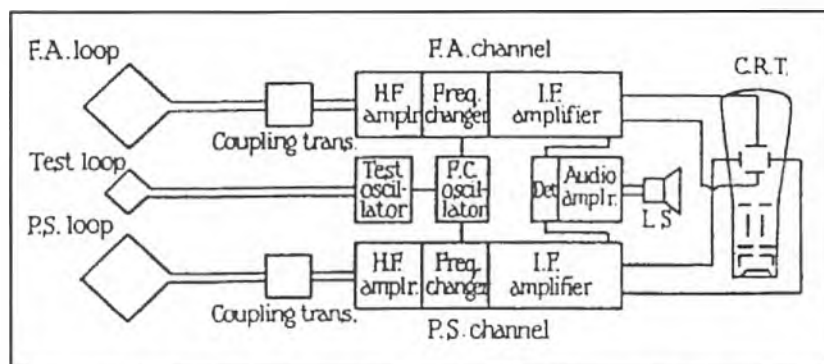 F.A. loop
F.A. channel
C.R.T.
H.F.
amplr.
Freq.
changer
I.F.
amplifier
Coupling trans.
Test loop
Test
oscil-
lator
F.C.
oscil-
lator
Det.
Audio
amplr.
L.S
P.S. loop
H.F.
amplr.
Freq.
changer
I.F.
amplifier
Coupling trans.
P.S. channel